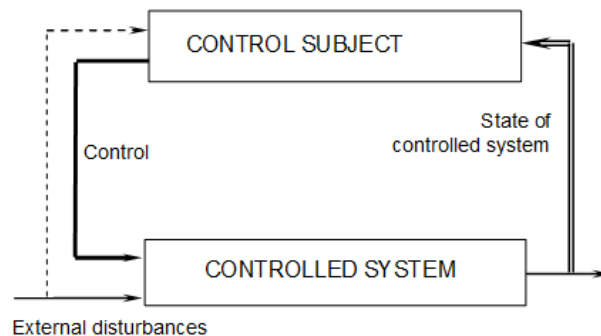 CONTROL SUBJECT
Control
State of
controlled system
CONTROLLED SYSTEM
External disturbances